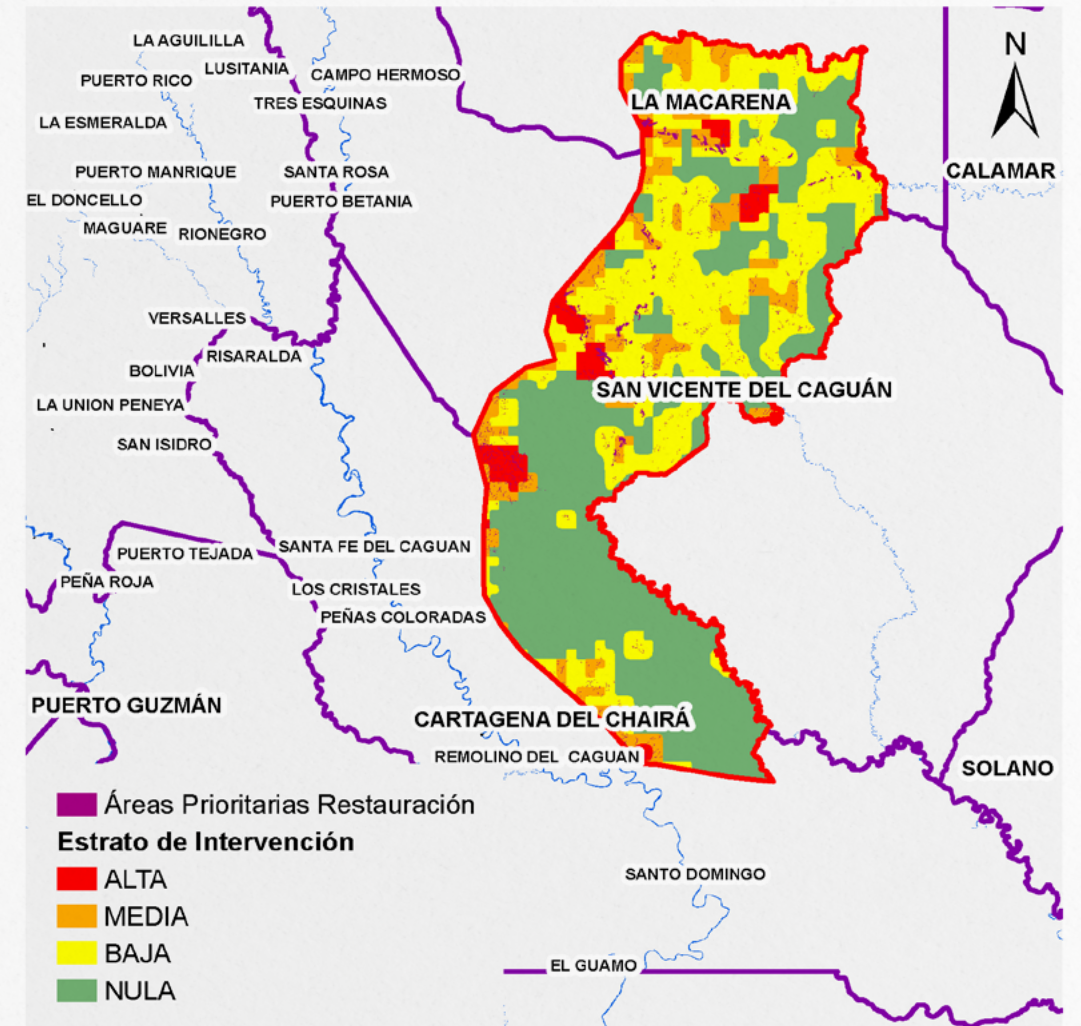 LA AGUILILLA
LUSITANIA
PUERTO RICO
CAMPO HERMOSO
TRES ESQUINAS
LA ESMERALDA
PUERTO MANRIQUE
SANTA ROSA
EL DONCELLO
PUERTO BETANIA
MAGUARE
RIONEGRO
N
LA MACARENA
CALAMAR
VERSALLES
RISARALDA
BOLIVIA
LA UNION PENEYA
SAN ISIDRO
SAN VICENTE DEL CAGUÁN
PUERTO TEJADA
SANTA FE DEL CAGUAN
PEÑA ROJA
LOS CRISTALES
PEÑAS COLORADAS
PUERTO GUZMÁN
CARTAGENA DEL CHAIRÁ
REMOLINO DEL CAGUAN
SOLANO
SANTO DOMINGO
EL GUAMO
Áreas Prioritarias Restauración
Estrato de Intervención
ALTA
MEDIA
BAJA
NULA